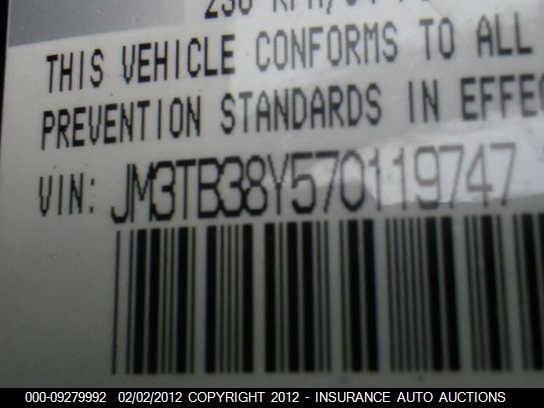 THIS VEHICLE CONFORMS TO ALL
PREVENTION STANDARDS IN
VIN: JM3TB38Y570119747
000-09279992 02/02/2012 COPYRIGHT 2012 - INSURANCE AUTO AUCTIONS